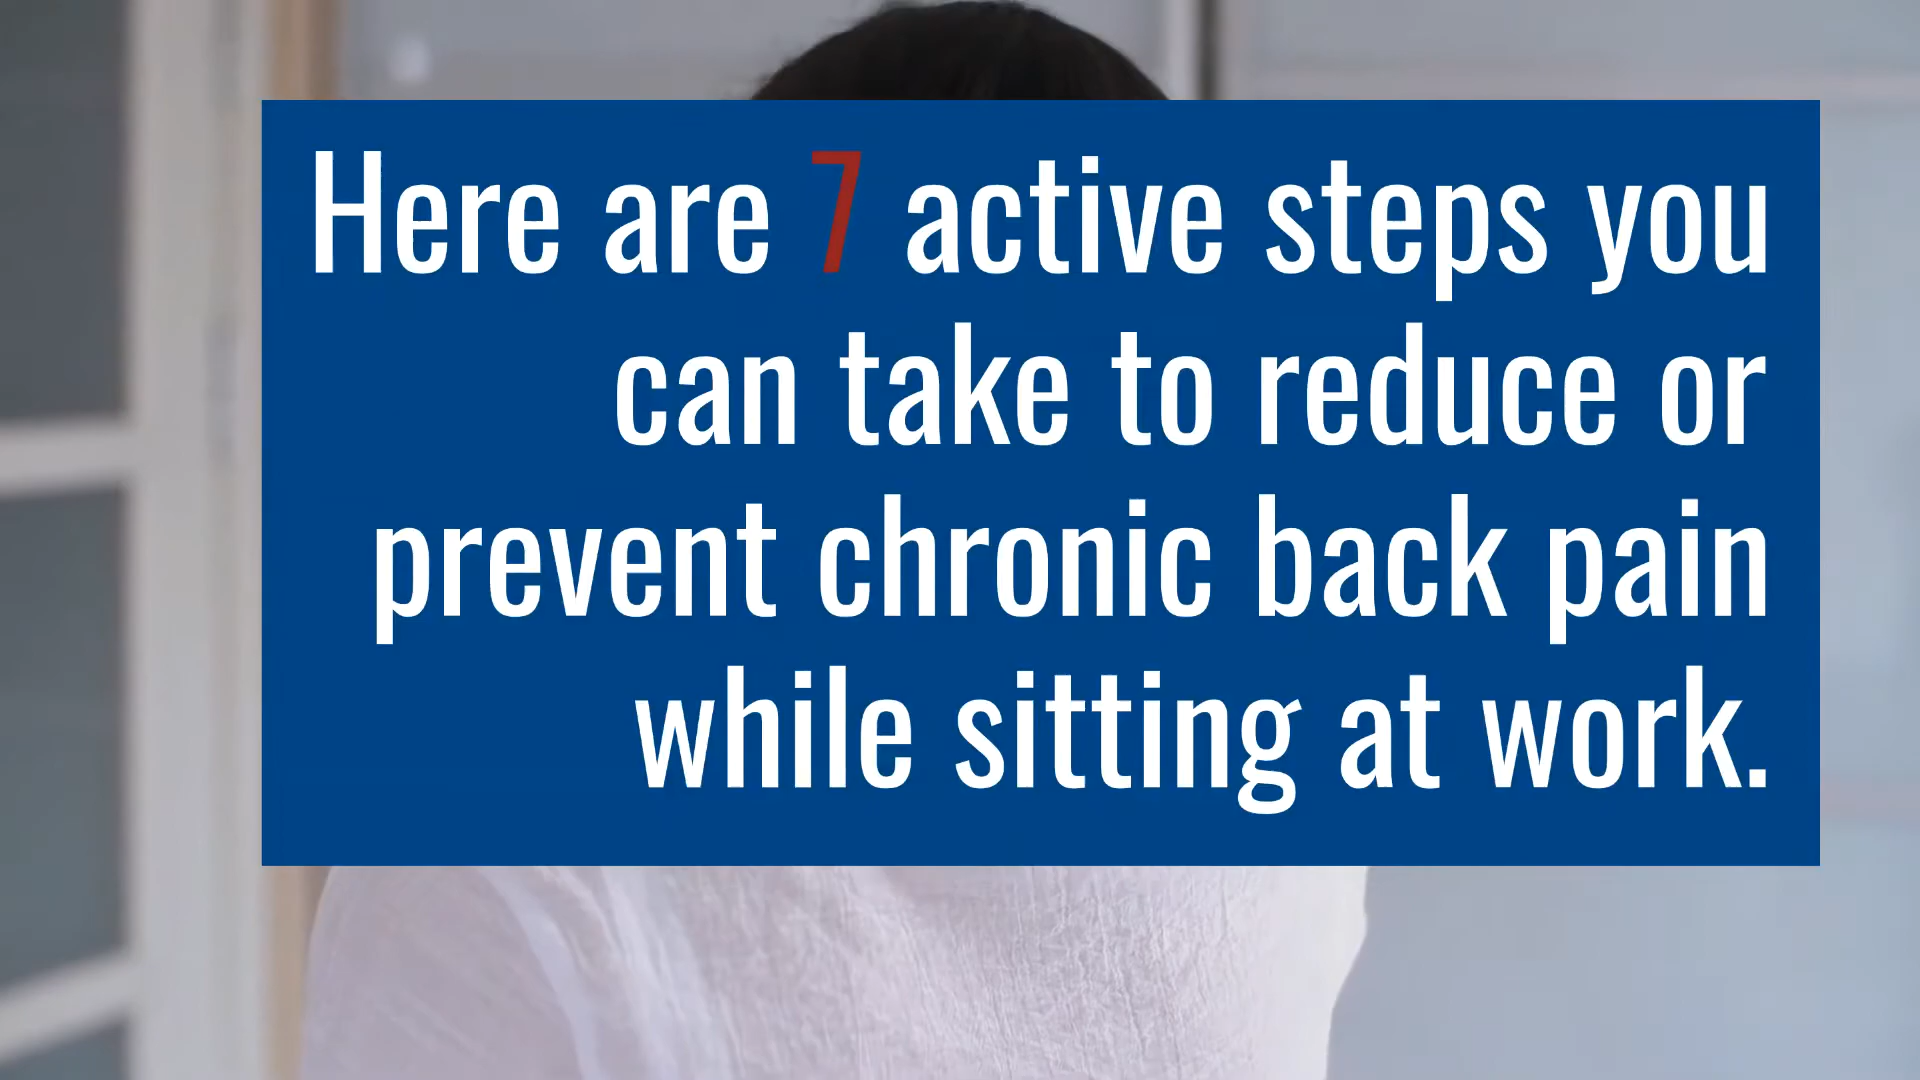 Here are 7 active steps you
can take to reduce or
prevent chronic back pain
while sitting at work.